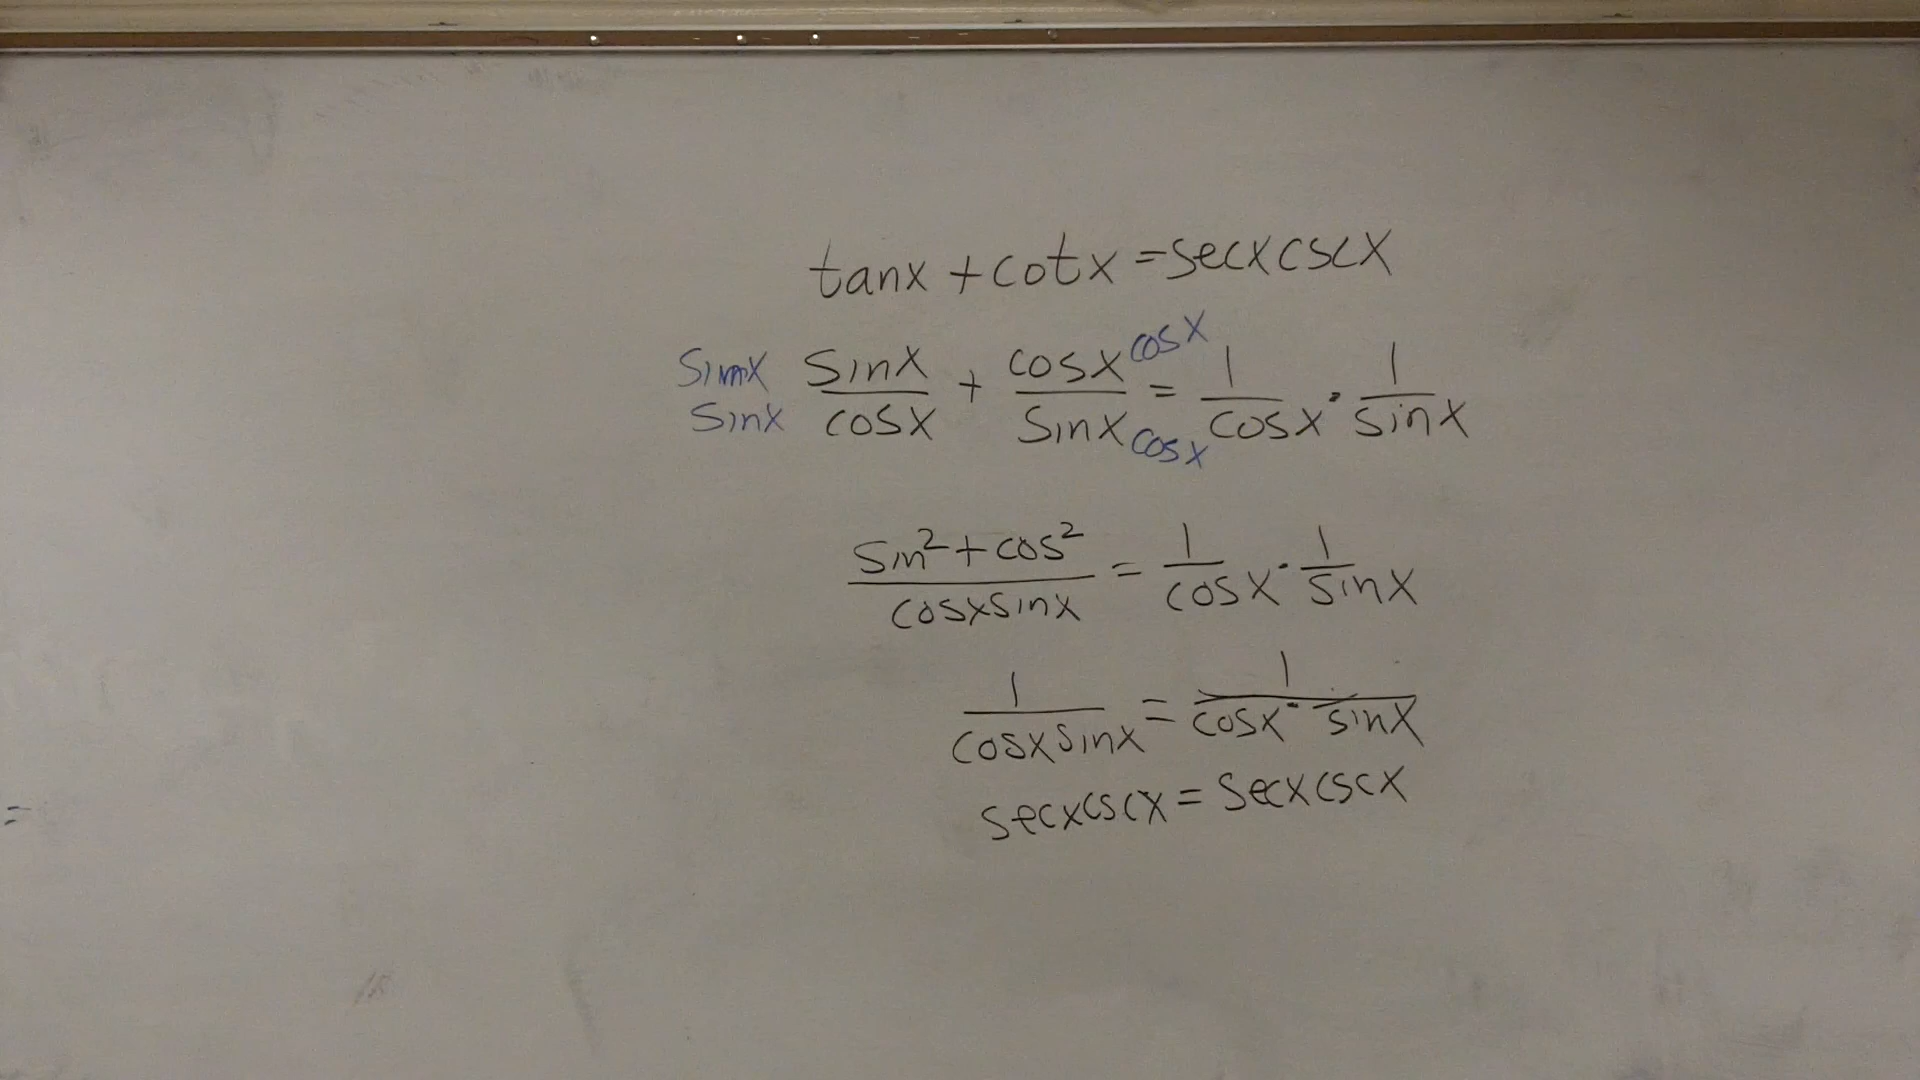 tanx + cotx = secxcscx
sinx/sinx sinx/cosx + cosx/sinx cosx/cosx = 1/cosx · 1/sinx
sin²+cos²/cosxsinx = 1/cosx · 1/sinx
1/cosxsinx = 1/cosx · sinx
secxcscx = secxcscx
=